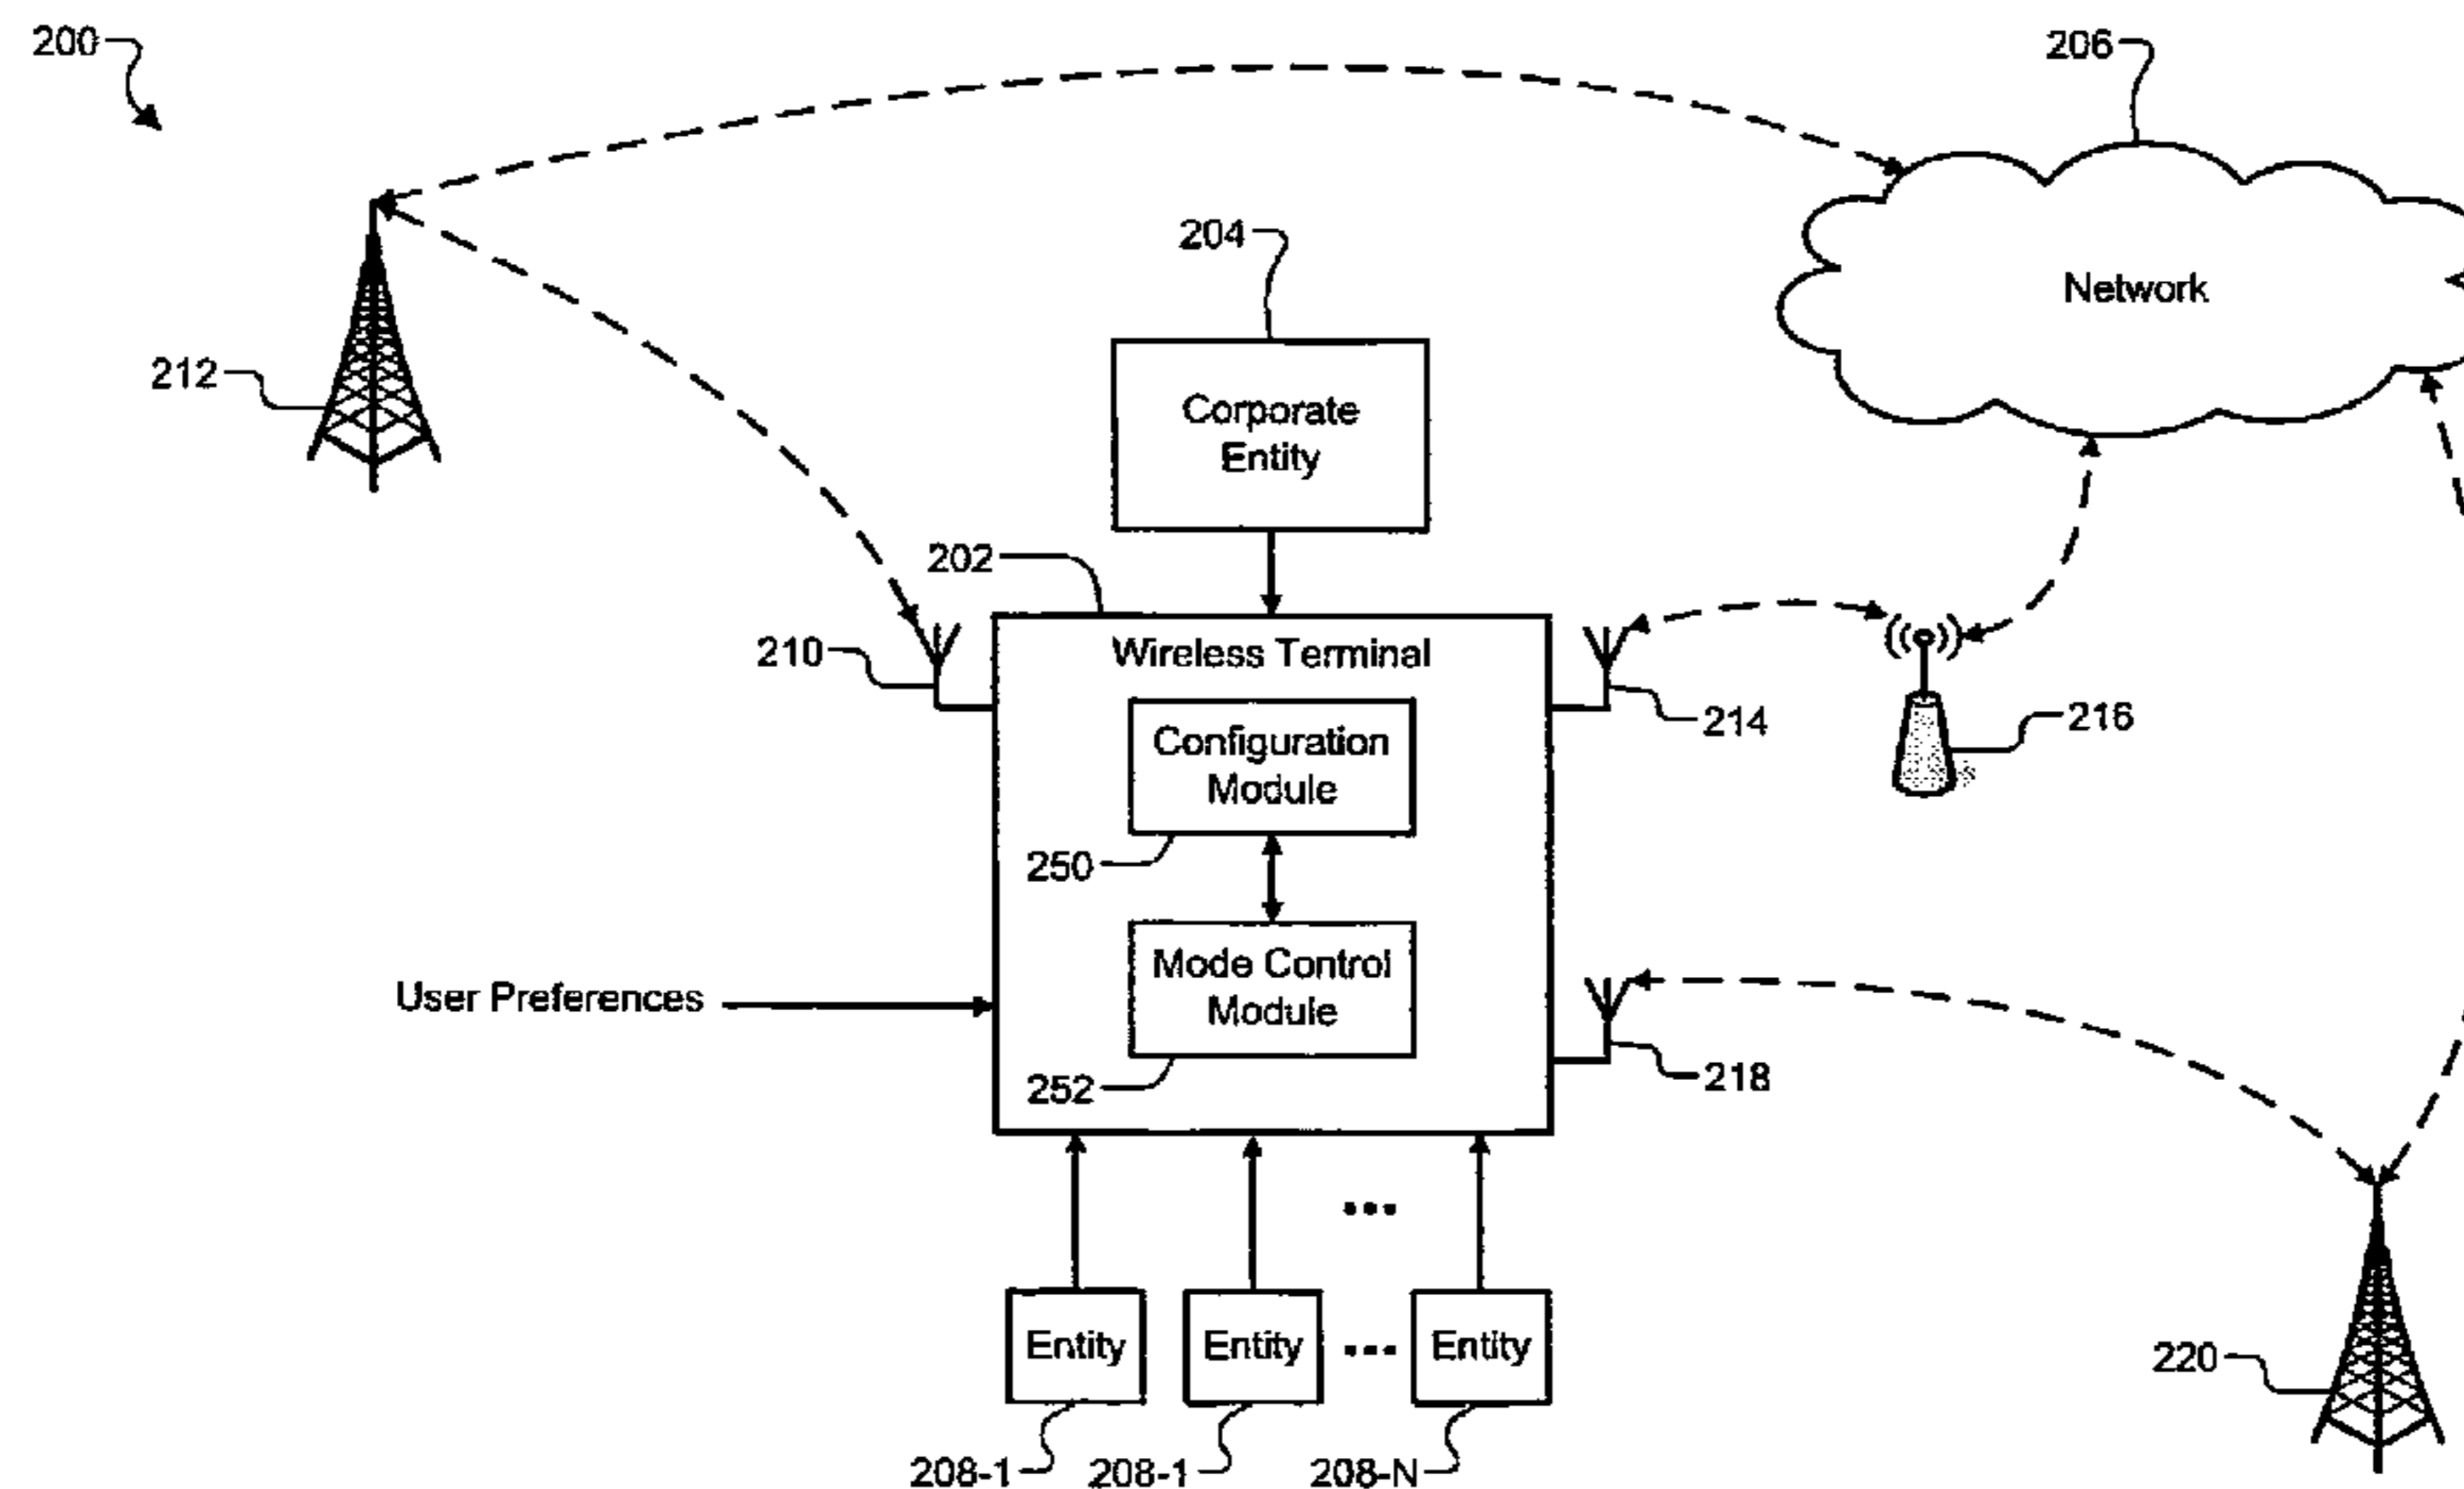 200
206
204
Network
212
Corporate
Entity
202
Wireless Terminal
210
214
216
Configuration
Module
250
Mode Control
Module
User Preferences
252
218
...
Entity
Entity
...
Entity
220
208-1
208-1
208-N